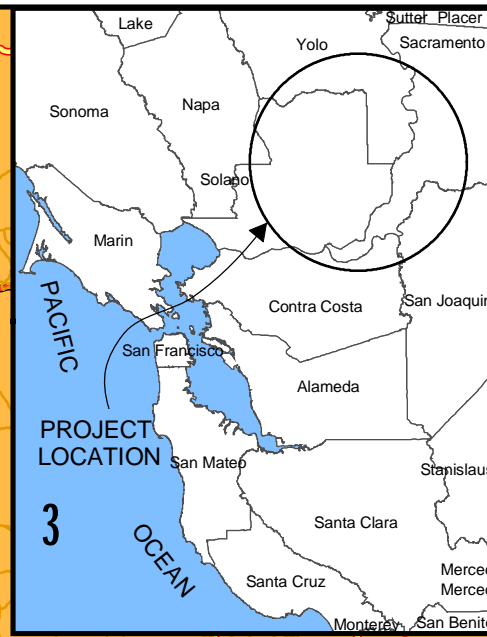 Lake
Sutter Placer
Yolo
Sacramento
Sonoma
Napa
Solano
Marin
PACIFIC
Contra Costa
San Joaquin
San Francisco
Alameda
PROJECT
LOCATION
San Mateo
Stanislaus
3
OCEAN
Santa Clara
Merced
Santa Cruz
Merced
Monterey
San Benito